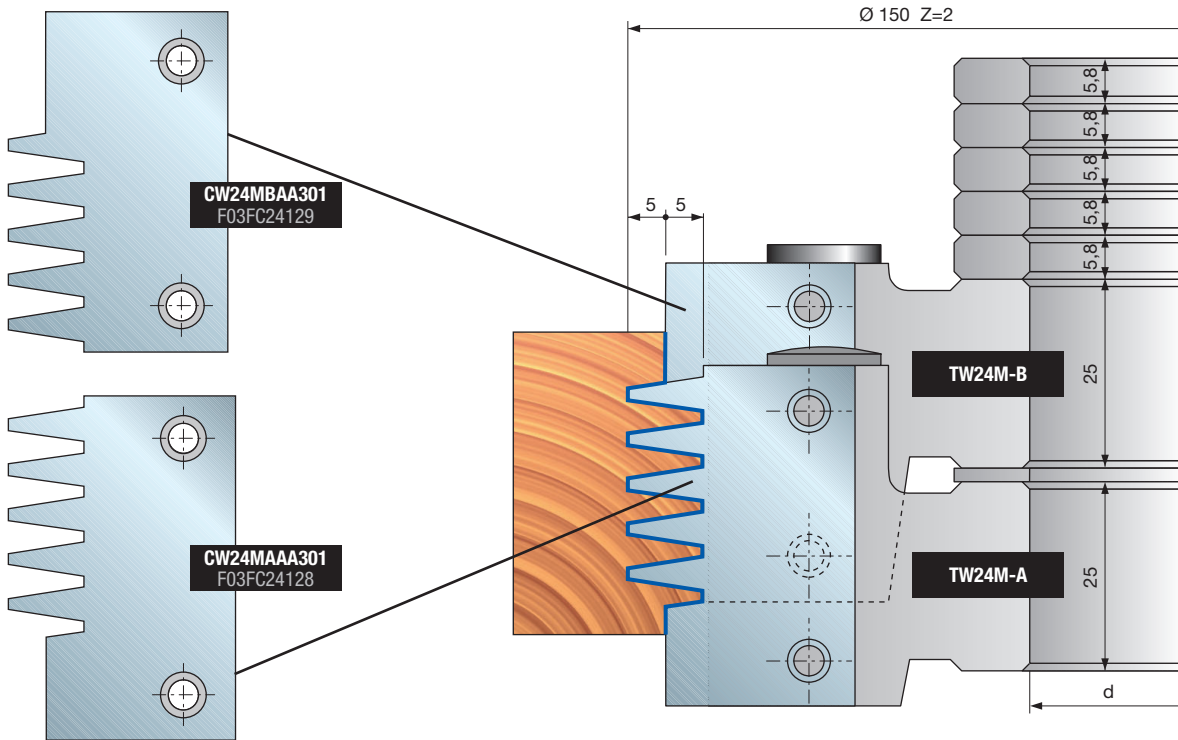 Ø 150 Z=2
5,8
5,8
5,8
5,8
5,8
CW24MBAA301
F03FC24129
5 5
TW24M-B
25
CW24MAAA301
F03FC24128
TW24M-A
25
d